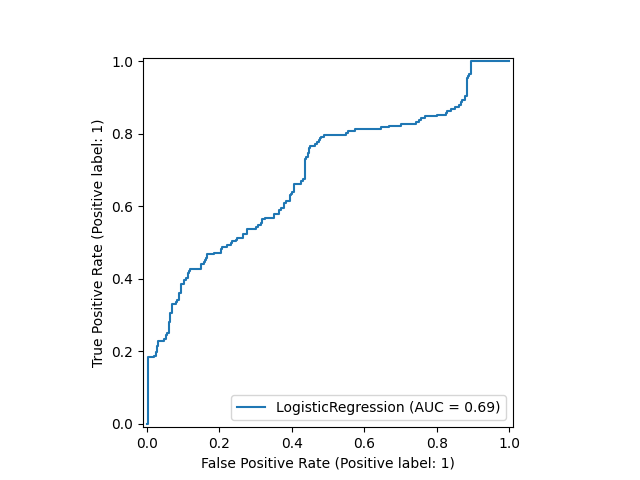 1.0
0.8
0.6
0.4
0.2
0.0
True Positive Rate (Positive label: 1)
LogisticRegression (AUC = 0.69)
0.0 0.2 0.4 0.6 0.8 1.0
False Positive Rate (Positive label: 1)